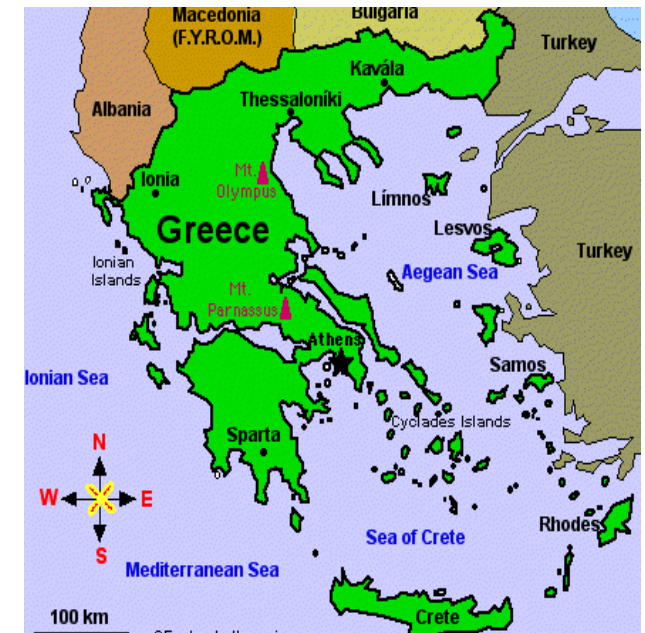 Macedonia
(F.Y.R.O.M.)
Bulgaria
Turkey
Kavála
Albania
Thessaloníki
Mt.
Olympus
Ionia
Límnos
Greece
Lesvos
Turkey
Ionian
Islands
Aegean Sea
Mt.
Parnassus
Athens
Samos
Ionian Sea
Cyclades Islands
Sparta
N
W
E
S
Rhodes
Sea of Crete
Mediterranean Sea
100 km
Crete